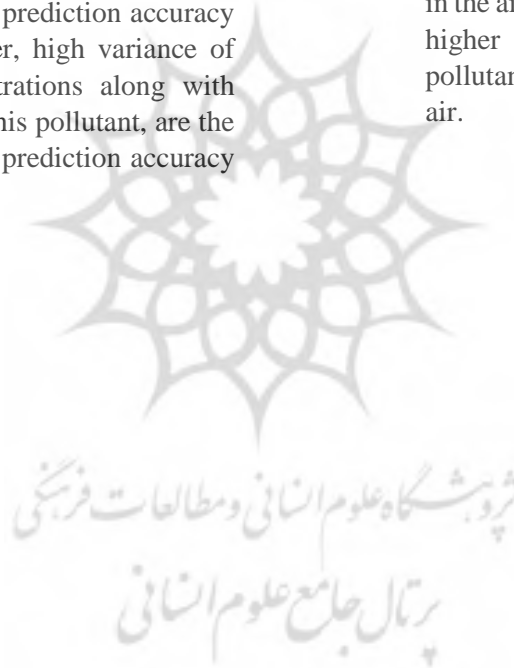 prediction accuracy
er, high variance of
trations along with
his pollutant, are the
prediction accuracy
in the ai
higher
pollutan
air.
پژوهشگاه علوم انسانی و مطالعات فرهنگی
پرتال جامع علوم انسانی